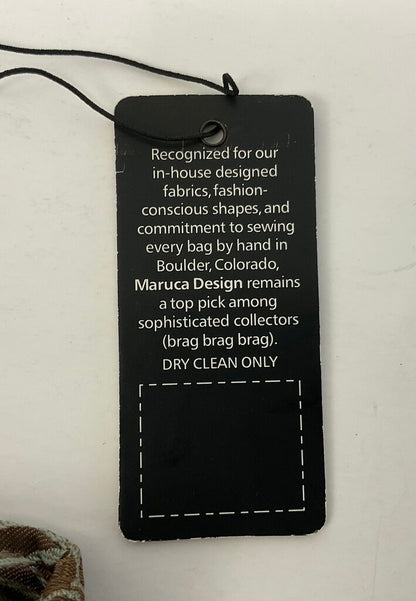 Recognized for our
in-house designed
fabrics, fashion-
conscious shapes, and
commitment to sewing
every bag by hand in
Boulder, Colorado,
Maruca Design remains
a top pick among
sophisticated collectors
(brag brag brag).
DRY CLEAN ONLY